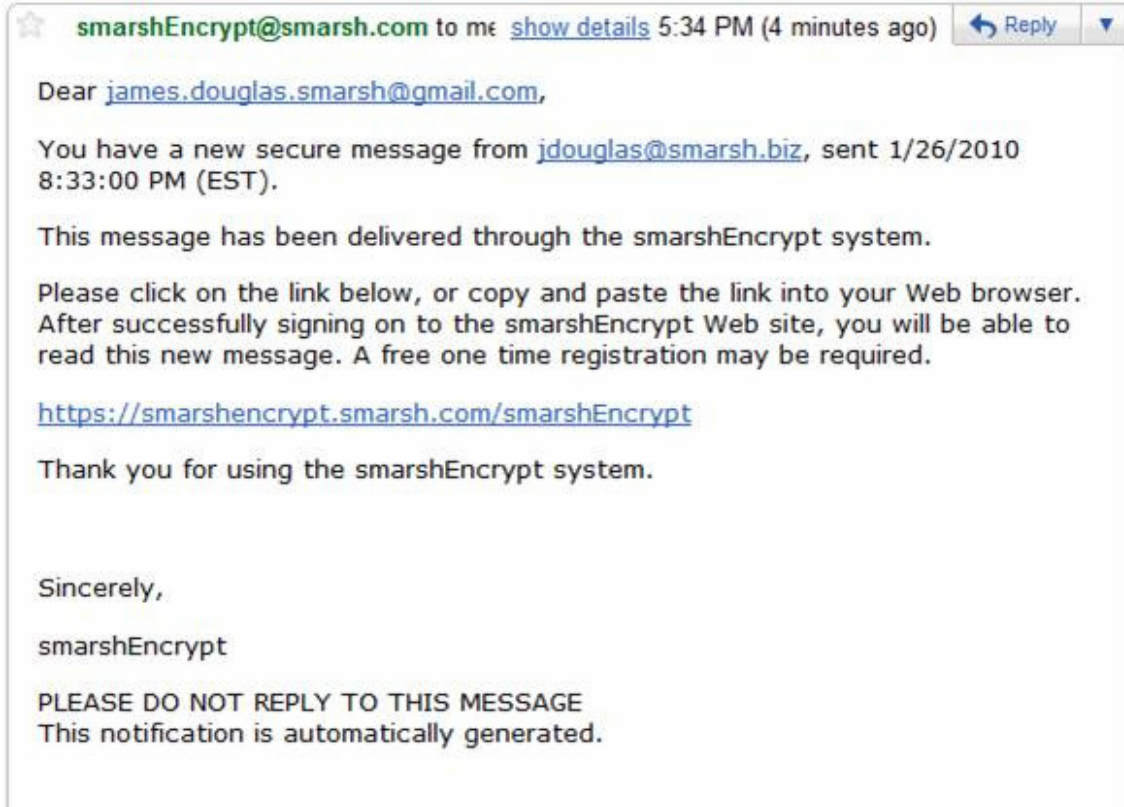 smarshEncrypt@smarsh.com to me show details 5:34 PM (4 minutes ago) Reply
Dear james.douglas.smarsh@gmail.com,
You have a new secure message from jdouglas@smarsh.biz, sent 1/26/2010
8:33:00 PM (EST).
This message has been delivered through the smarshEncrypt system.
Please click on the link below, or copy and paste the link into your Web browser.
After successfully signing on to the smarshEncrypt Web site, you will be able to
read this new message. A free one time registration may be required.
https://smarshencrypt.smarsh.com/smarshEncrypt
Thank you for using the smarshEncrypt system.
Sincerely,
smarshEncrypt
PLEASE DO NOT REPLY TO THIS MESSAGE
This notification is automatically generated.